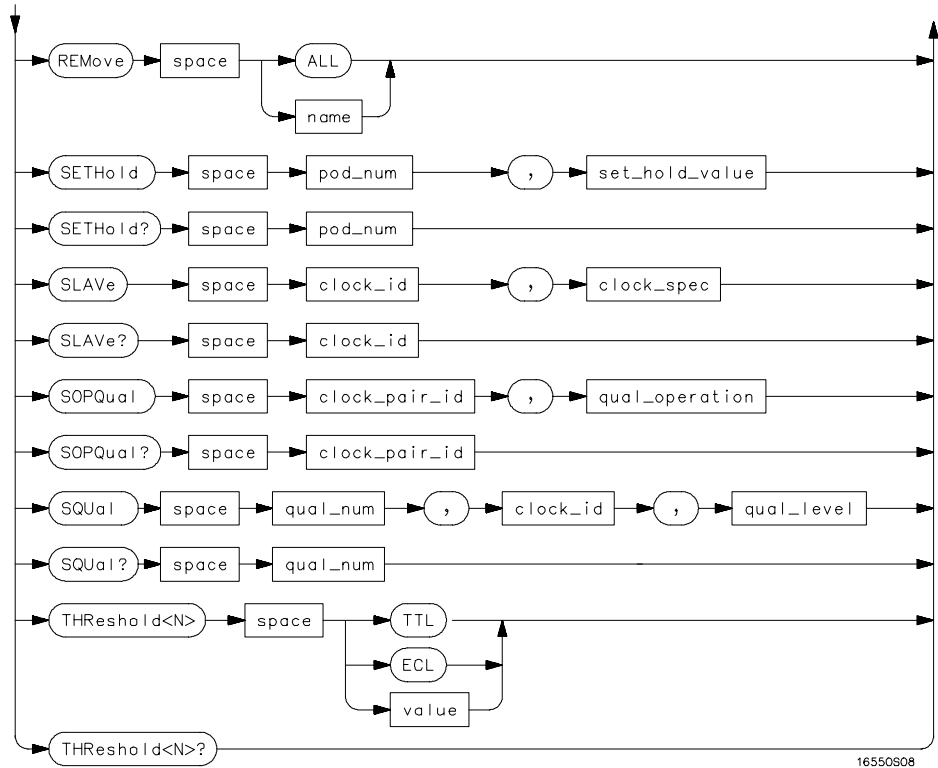 REMove space ALL
name
SETHold space pod_num , set_hold_value
SETHold? space pod_num
SLAVe space clock_id , clock_spec
SLAVe? space clock_id
SOPQual space clock_pair_id , qual_operation
SOPQual? space clock_pair_id
SQUal space qual_num , clock_id , qual_level
SQUal? space qual_num
THReshold<N> space TTL
ECL
value
THReshold<N>?
16550S08